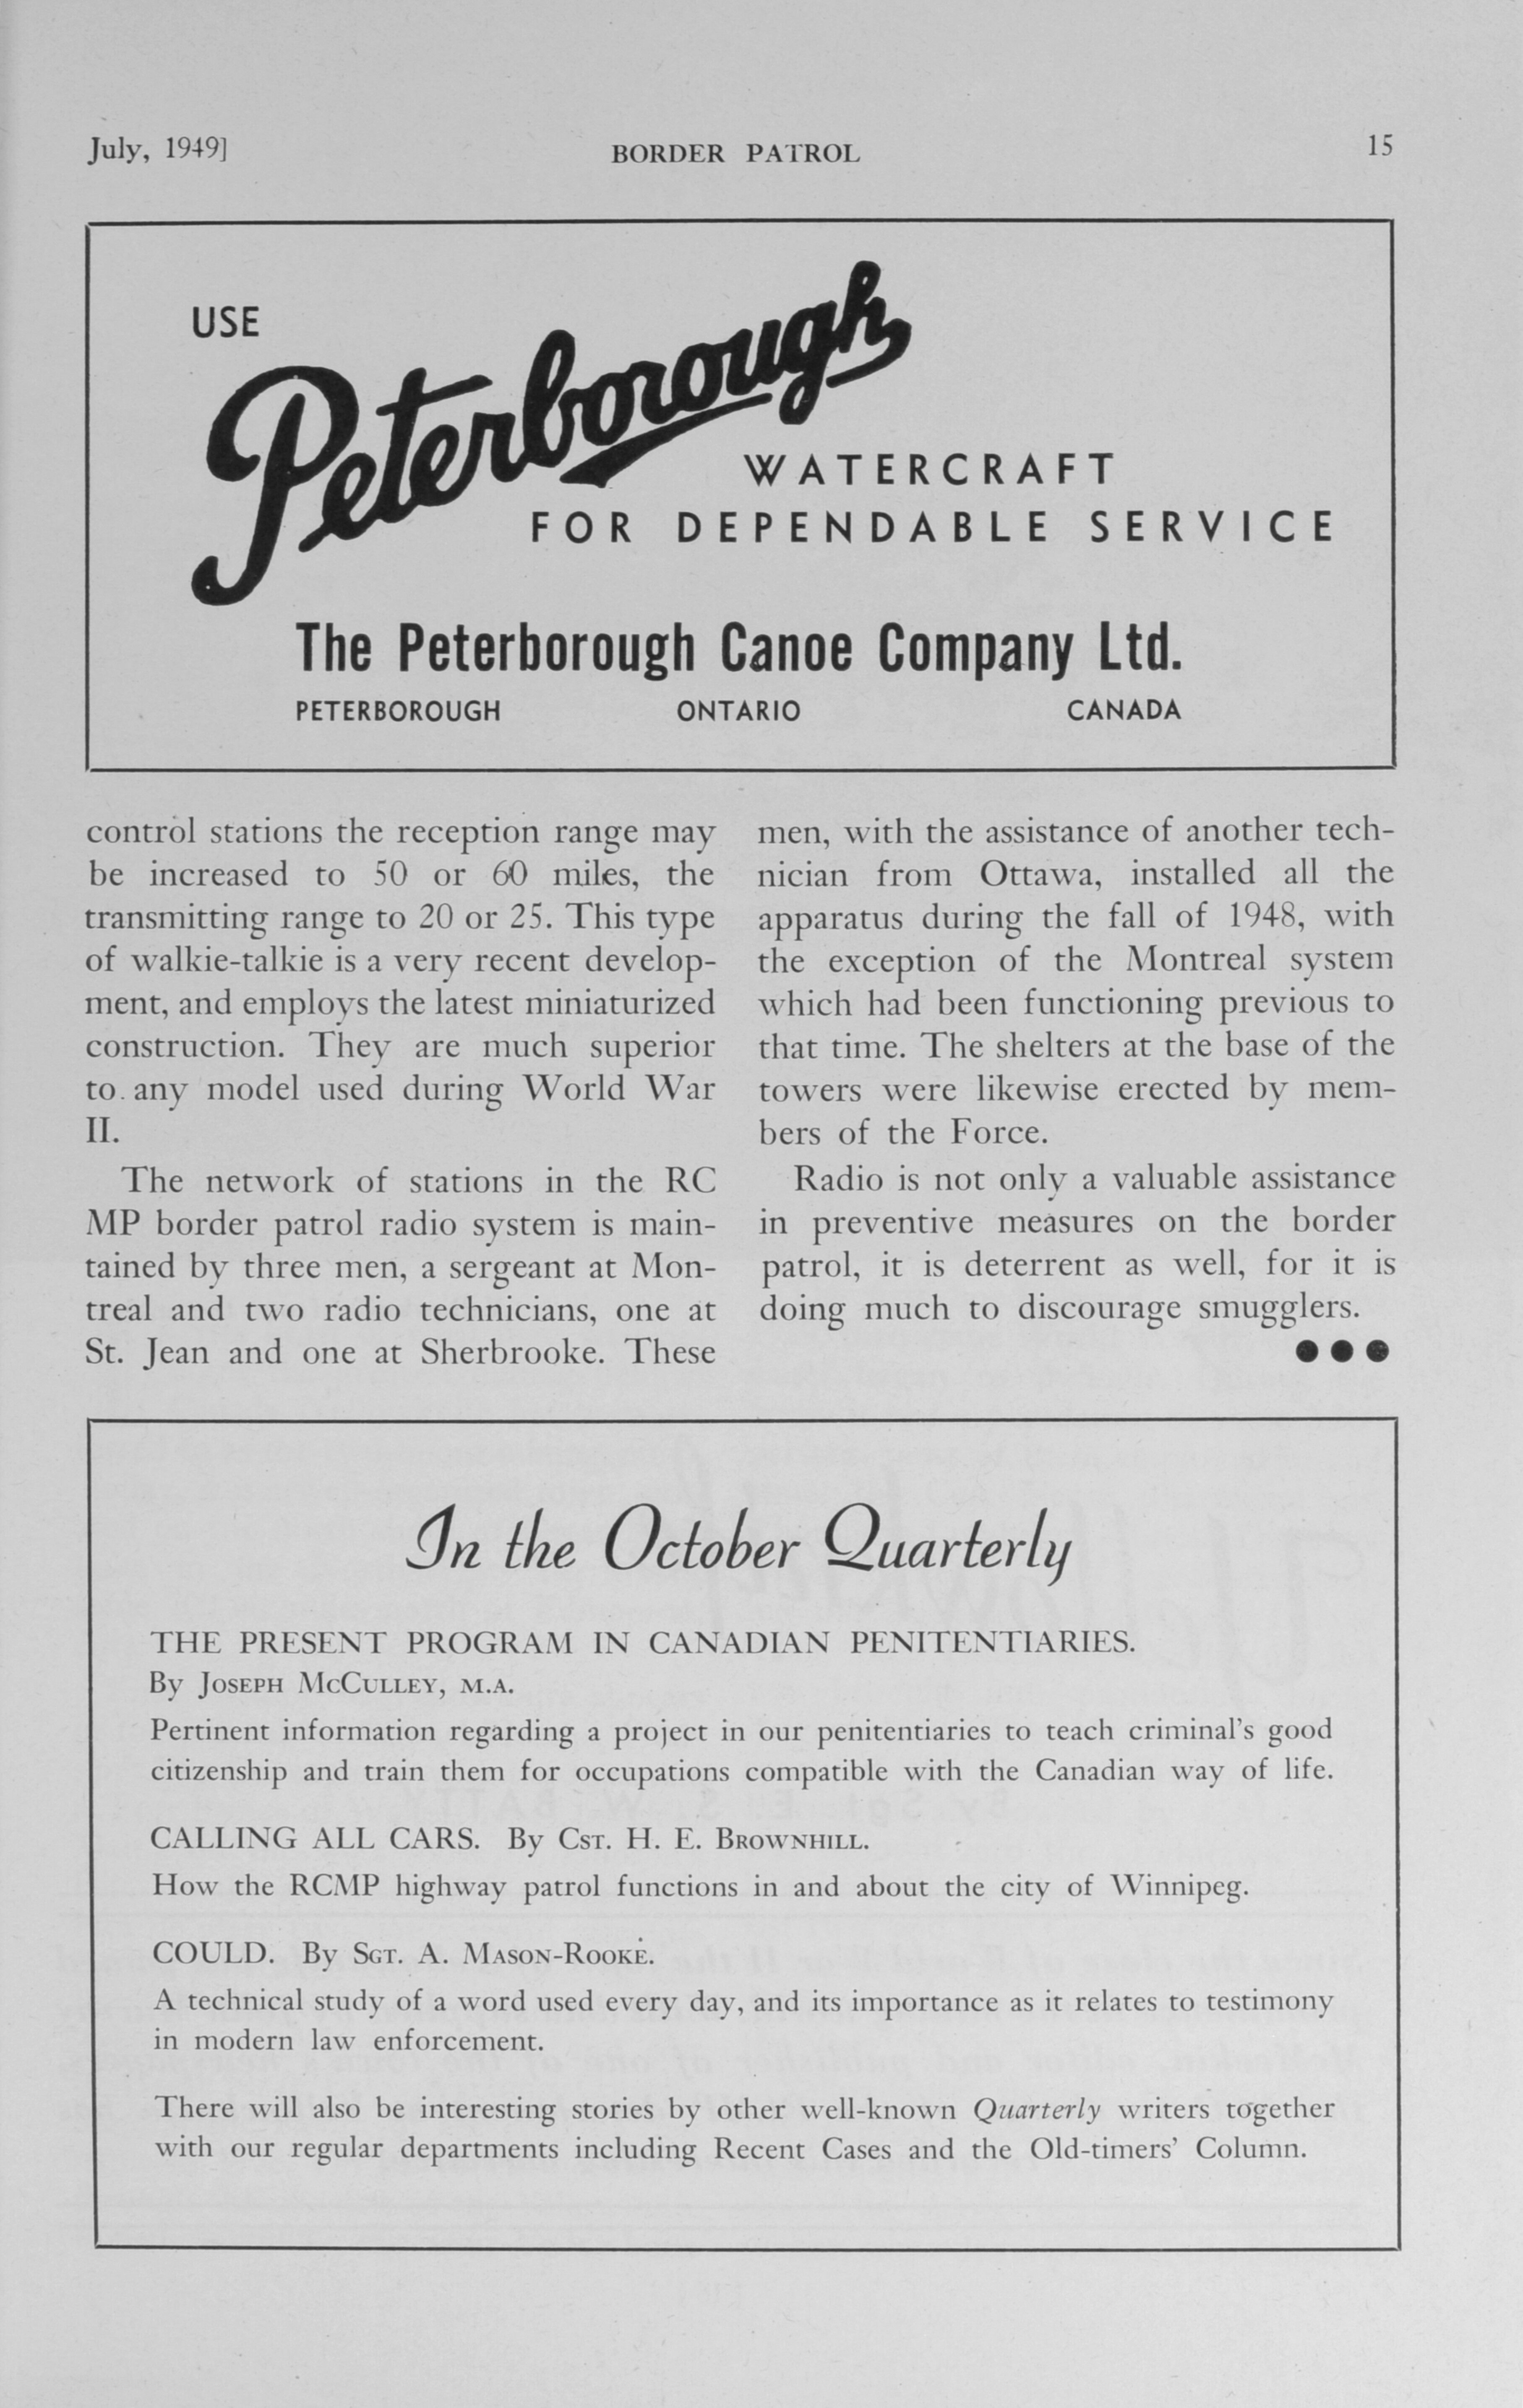 July, 1949]
BORDER PATROL
15
USE
Peterborough
WATERCRAFT
FOR DEPENDABLE SERVICE
The Peterborough Canoe Company Ltd.
PETERBOROUGH ONTARIO CANADA
control stations the reception range may
be increased to 50 or 60 miles, the
transmitting range to 20 or 25. This type
of walkie-talkie is a very recent develop-
ment, and employs the latest miniaturized
construction. They are much superior
to any model used during World War
II.
The network of stations in the RC
MP border patrol radio system is main-
tained by three men, a sergeant at Mon-
treal and two radio technicians, one at
St. Jean and one at Sherbrooke. These
men, with the assistance of another tech-
nician from Ottawa, installed all the
apparatus during the fall of 1948, with
the exception of the Montreal system
which had been functioning previous to
that time. The shelters at the base of the
towers were likewise erected by mem-
bers of the Force.
Radio is not only a valuable assistance
in preventive measures on the border
patrol, it is deterrent as well, for it is
doing much to discourage smugglers.
●●●
In the October Quarterly
THE PRESENT PROGRAM IN CANADIAN PENITENTIARIES.
By JOSEPH MCCULLEY, M.A.
Pertinent information regarding a project in our penitentiaries to teach criminal's good
citizenship and train them for occupations compatible with the Canadian way of life.
CALLING ALL CARS. By CST. H. E. BROWNHILL.
How the RCMP highway patrol functions in and about the city of Winnipeg.
COULD. By SGT. A. MASON-ROOKE.
A technical study of a word used every day, and its importance as it relates to testimony
in modern law enforcement.
There will also be interesting stories by other well-known Quarterly writers together
with our regular departments including Recent Cases and the Old-timers' Column.